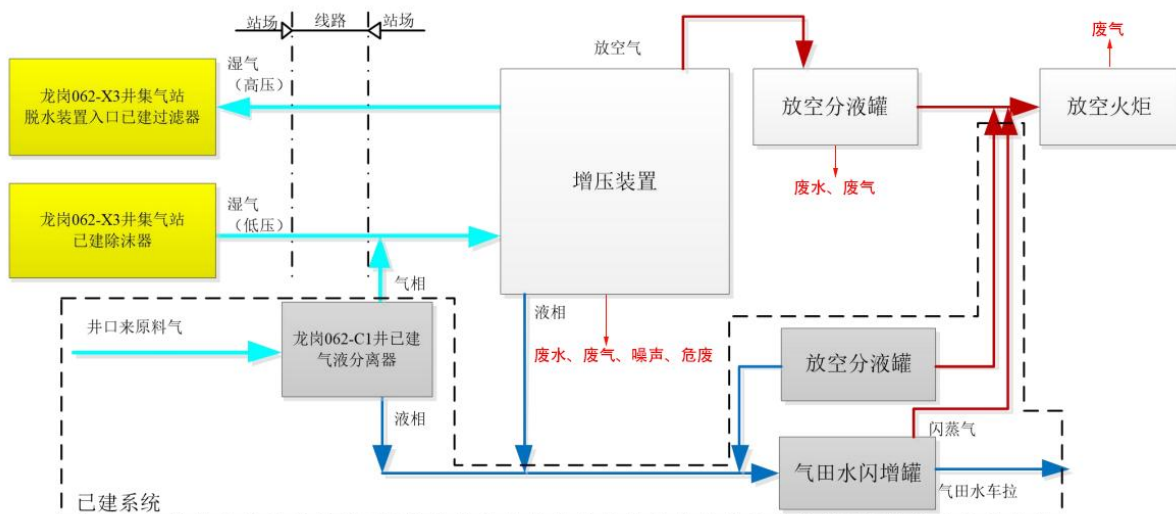 站场
线路
站场
放空气
废气
湿气
（高压）
龙岗062-X3井集气站
脱水装置入口已建过滤器
放空分液罐
放空火炬
增压装置
废水、废气
湿气
（低压）
龙岗062-X3井集气站
已建除沫器
气相
井口来原料气
液相
龙岗062-C1井已建
气液分离器
废水、废气、噪声、危废
放空分液罐
液相
闪蒸气
气田水闪增罐
气田水车拉
已建系统